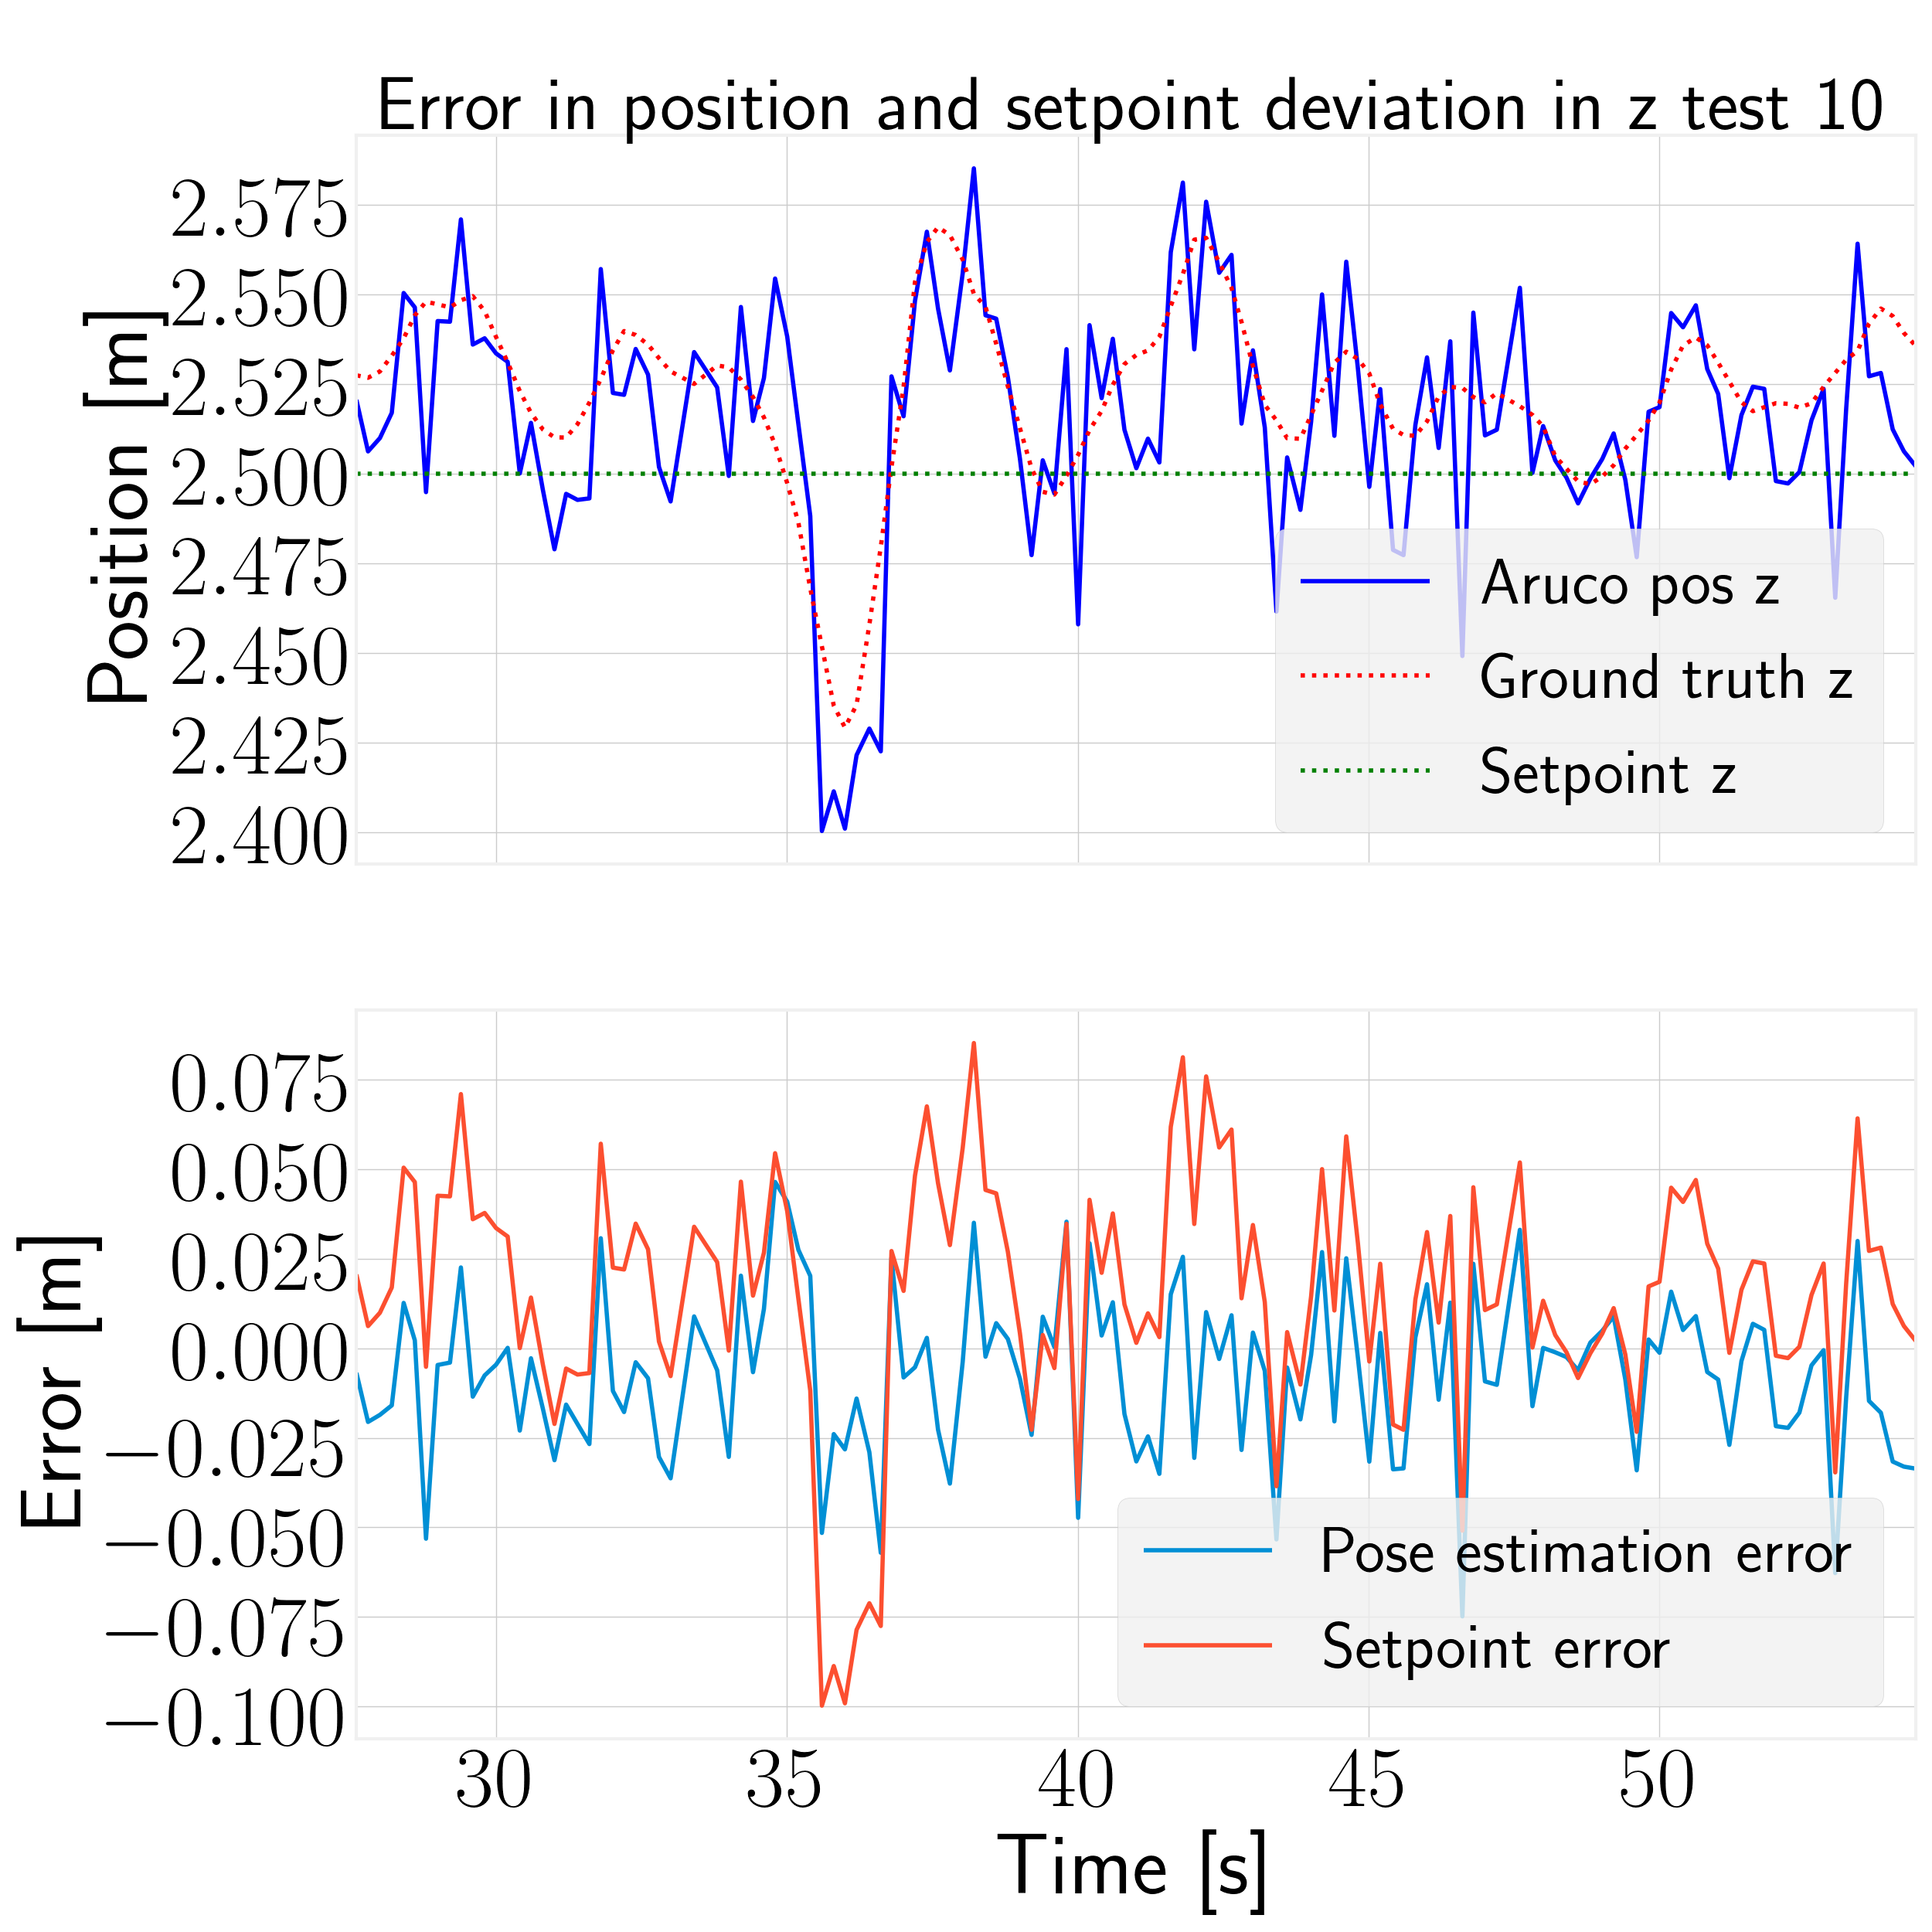 Error in position and setpoint deviation in z test 10
Position [m]
2.575
2.550
2.525
2.500
2.475
2.450
2.425
2.400
Aruco pos z
Ground truth z
Setpoint z
Error [m]
0.075
0.050
0.025
0.000
−0.025
−0.050
−0.075
−0.100
Pose estimation error
Setpoint error
30 35 40 45 50
Time [s]